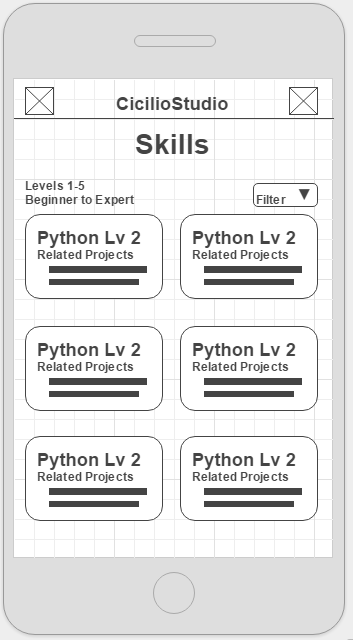 CicilioStudio
Skills
Levels 1-5
Beginner to Expert
Filter
Python Lv 2
Related Projects
Python Lv 2
Related Projects
Python Lv 2
Related Projects
Python Lv 2
Related Projects
Python Lv 2
Related Projects
Python Lv 2
Related Projects